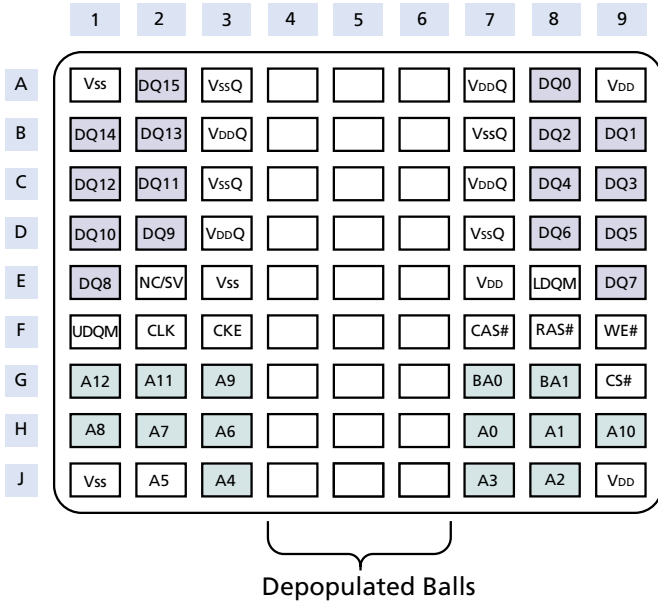 1 2 3 4 5 6 7 8 9
A Vss DQ15 VssQ VDDQ DQ0 VDD
B DQ14 DQ13 VDDQ VssQ DQ2 DQ1
C DQ12 DQ11 VssQ VDDQ DQ4 DQ3
D DQ10 DQ9 VDDQ VssQ DQ6 DQ5
E DQ8 NC/SV Vss VDD LDQM DQ7
F UDQM CLK CKE CAS# RAS# WE#
G A12 A11 A9 BA0 BA1 CS#
H A8 A7 A6 A0 A1 A10
J Vss A5 A4 A3 A2 VDD
Depopulated Balls